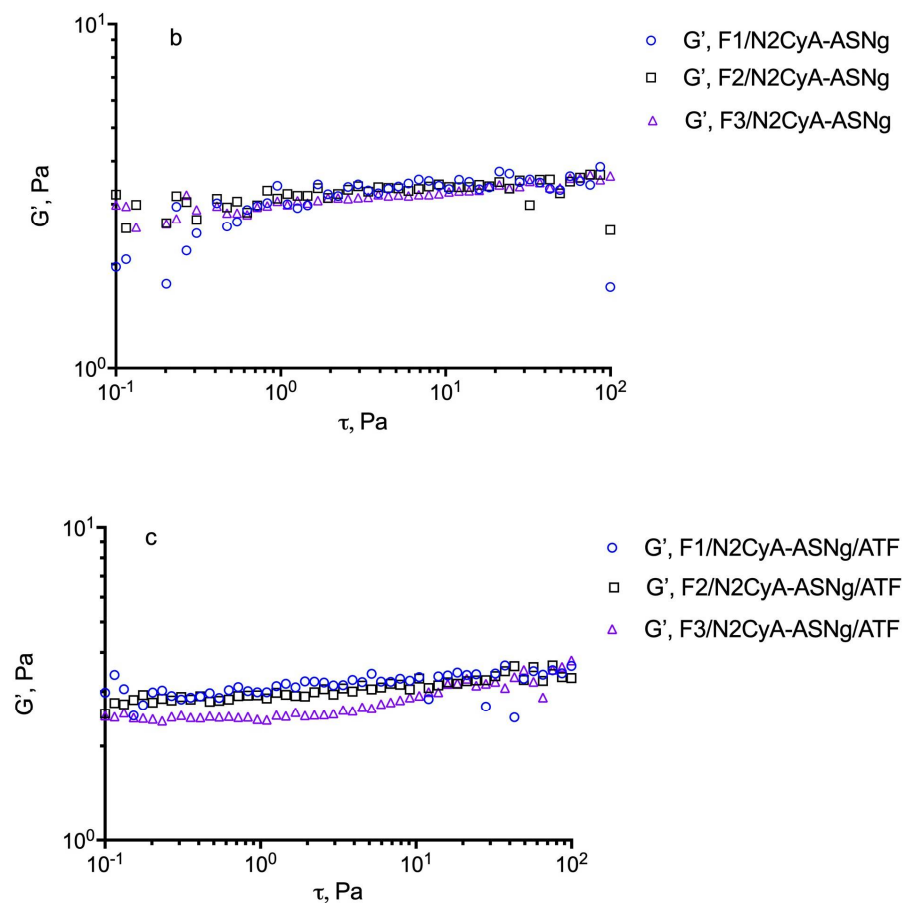 10¹
b
G', F1/N2CyA-ASNg
G', F2/N2CyA-ASNg
G', F3/N2CyA-ASNg
G', Pa
10⁰
10⁻¹ 10⁰ 10¹ 10²
τ, Pa
10¹
c
G', F1/N2CyA-ASNg/ATF
G', F2/N2CyA-ASNg/ATF
G', F3/N2CyA-ASNg/ATF
G', Pa
10⁰
10⁻¹ 10⁰ 10¹ 10²
τ, Pa